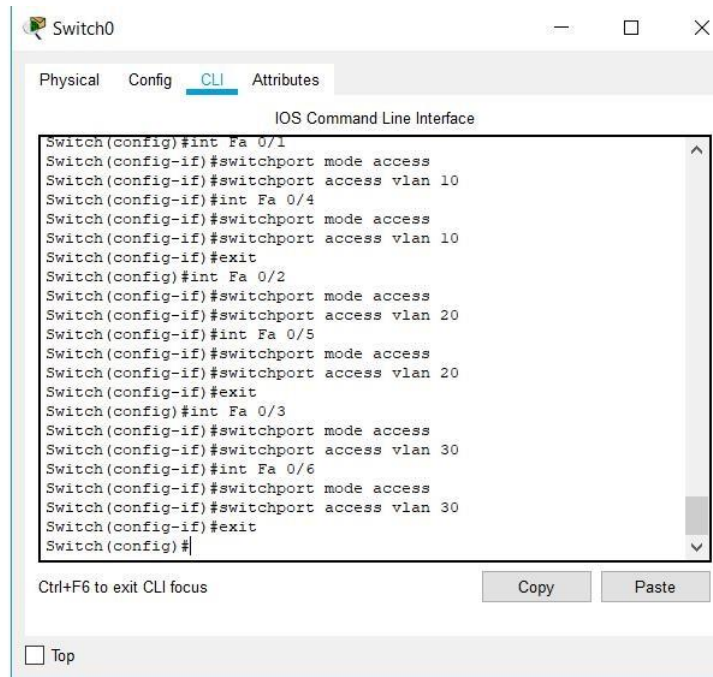 Switch0
Physical Config CLI Attributes
IOS Command Line Interface
Switch(config)#int Fa 0/1
Switch(config-if)#switchport mode access
Switch(config-if)#switchport access vlan 10
Switch(config-if)#int Fa 0/4
Switch(config-if)#switchport mode access
Switch(config-if)#switchport access vlan 10
Switch(config-if)#exit
Switch(config)#int Fa 0/2
Switch(config-if)#switchport mode access
Switch(config-if)#switchport access vlan 20
Switch(config-if)#int Fa 0/5
Switch(config-if)#switchport mode access
Switch(config-if)#switchport access vlan 20
Switch(config-if)#exit
Switch(config)#int Fa 0/3
Switch(config-if)#switchport mode access
Switch(config-if)#switchport access vlan 30
Switch(config-if)#int Fa 0/6
Switch(config-if)#switchport mode access
Switch(config-if)#switchport access vlan 30
Switch(config-if)#exit
Switch(config)#
Ctrl+F6 to exit CLI focus Copy Paste
Top